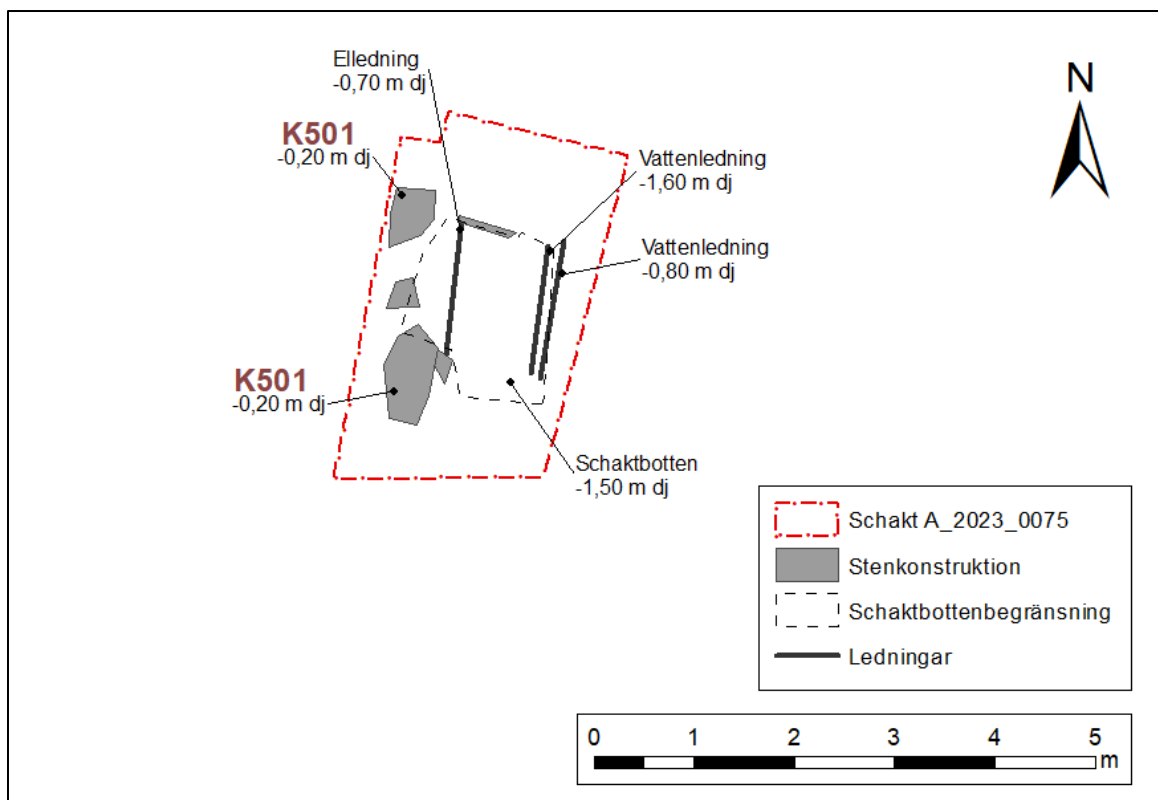 Elledning
-0,70 m dj
N
K501
-0,20 m dj
Vattenledning
-1,60 m dj
Vattenledning
-0,80 m dj
K501
-0,20 m dj
Schaktbotten
-1,50 m dj
Schakt A_2023_0075
Stenkonstruktion
Schaktbottenbegränsning
Ledningar
0 1 2 3 4 5
m